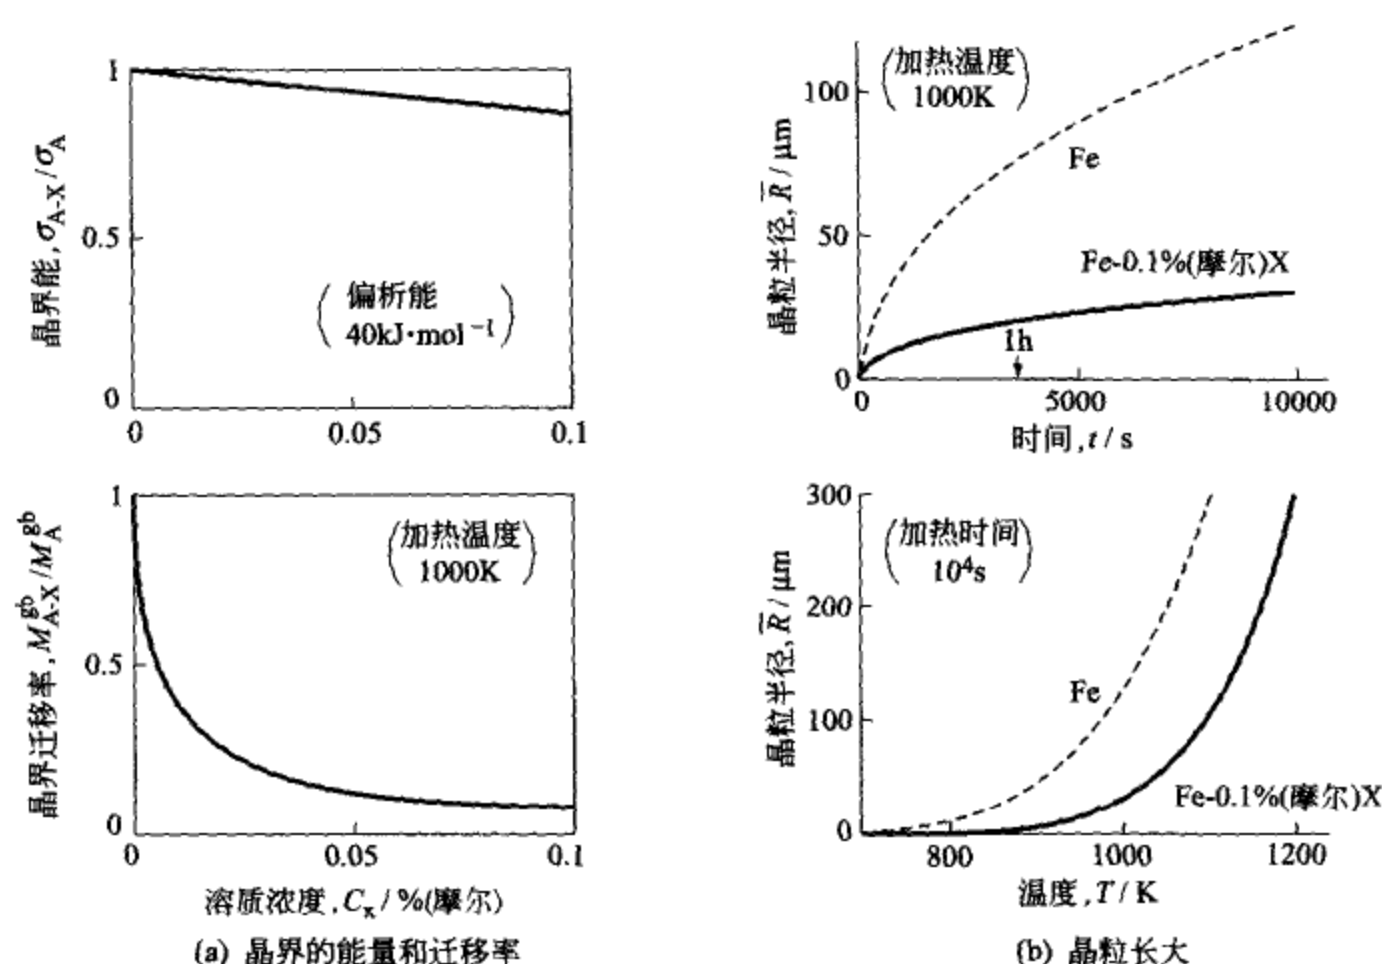 晶界能, σA-X/σA
1
0.5
0
(偏析能
40kJ·mol⁻¹)
0
0.05
0.1
晶界迁移率, M^gb_A-X/M^gb_A
1
0.5
0
(加热温度
1000K)
0
0.05
0.1
溶质浓度, Cx/%(摩尔)
(a) 晶界的能量和迁移率
晶粒半径, R̄/μm
100
50
0
(加热温度
1000K)
Fe
Fe-0.1%(摩尔)X
1h
0
5000
10000
时间, t/s
晶粒半径, R̄/μm
300
200
100
0
(加热时间
10⁴s)
Fe
Fe-0.1%(摩尔)X
800
1000
1200
温度, T/K
(b) 晶粒长大